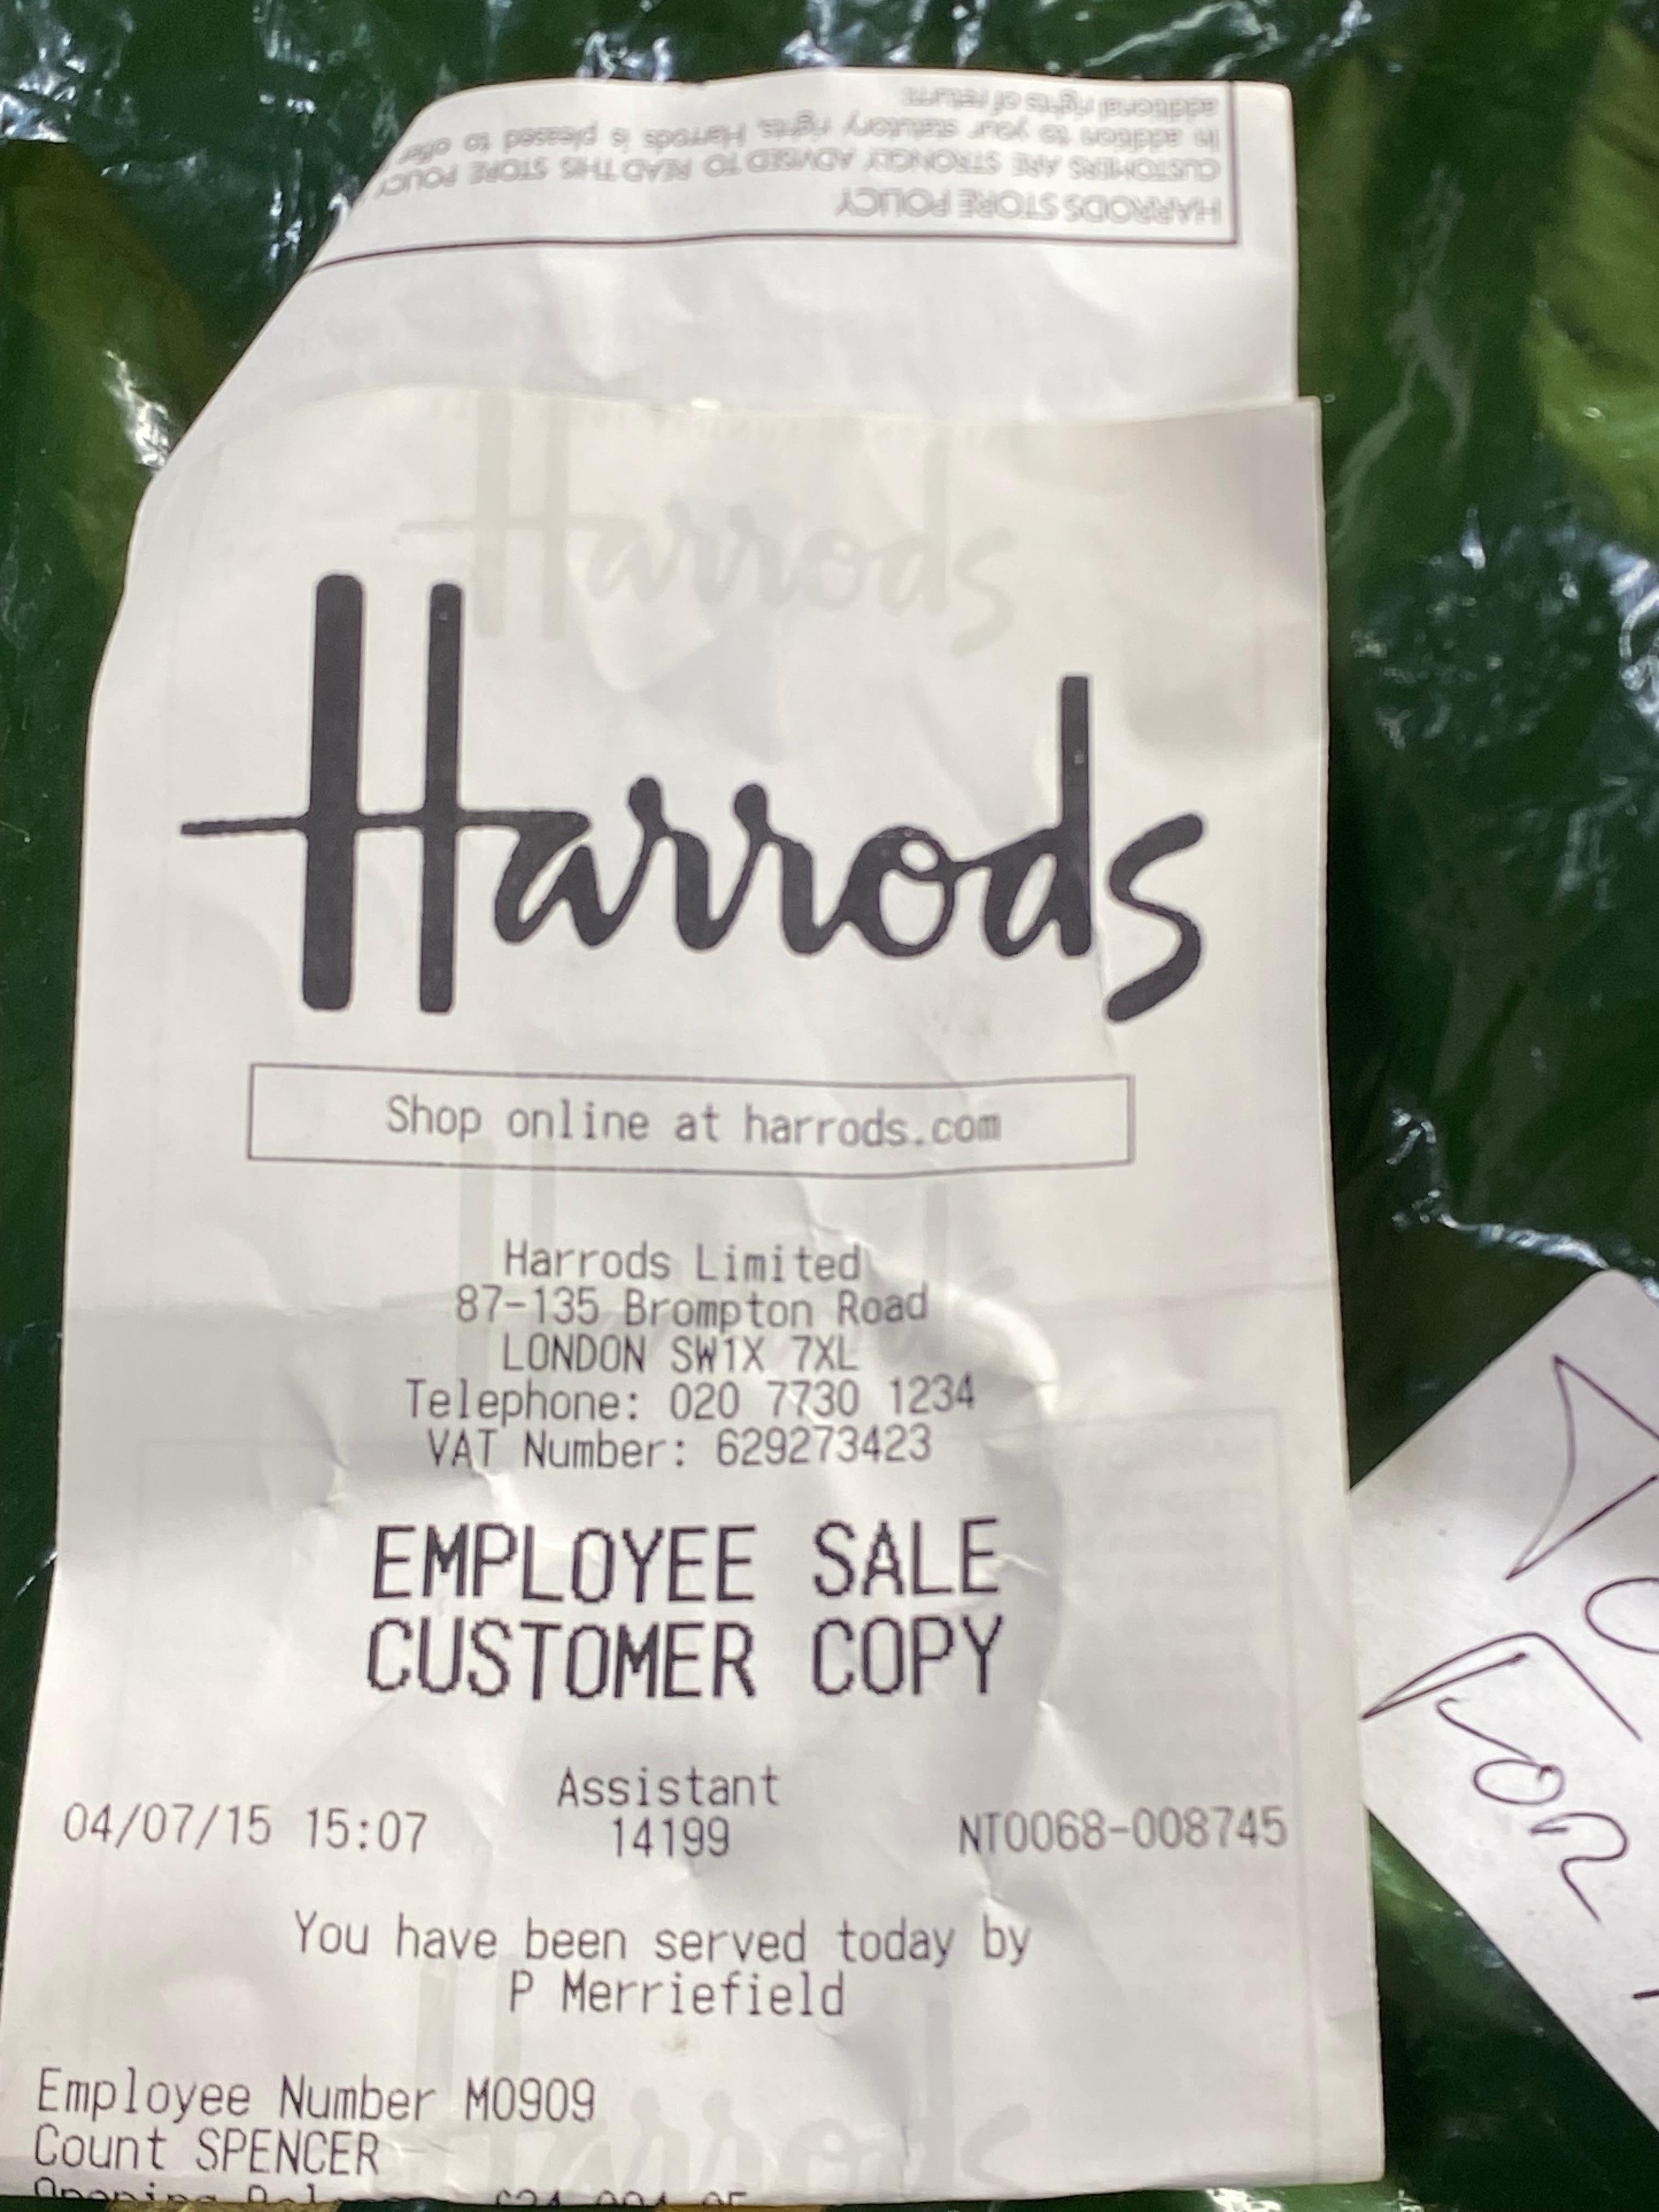 HARRODS STORE POLICY
CUSTOMERS ARE STRONGLY ADVISED TO READ THIS STORE POLICY
In addition to your statutory rights, Harrods is pleased to offer
additional rights of return.
Harrods
Harrods
Shop online at harrods.com
Harrods Limited
87-135 Brompton Road
LONDON SW1X 7XL
Telephone: 020 7730 1234
VAT Number: 629273423
EMPLOYEE SALE
CUSTOMER COPY
Assistant
04/07/15 15:07 14199 NT0068-008745
You have been served today by
P Merriefield
Employee Number M0909
Count SPENCER
Harrods
Opening